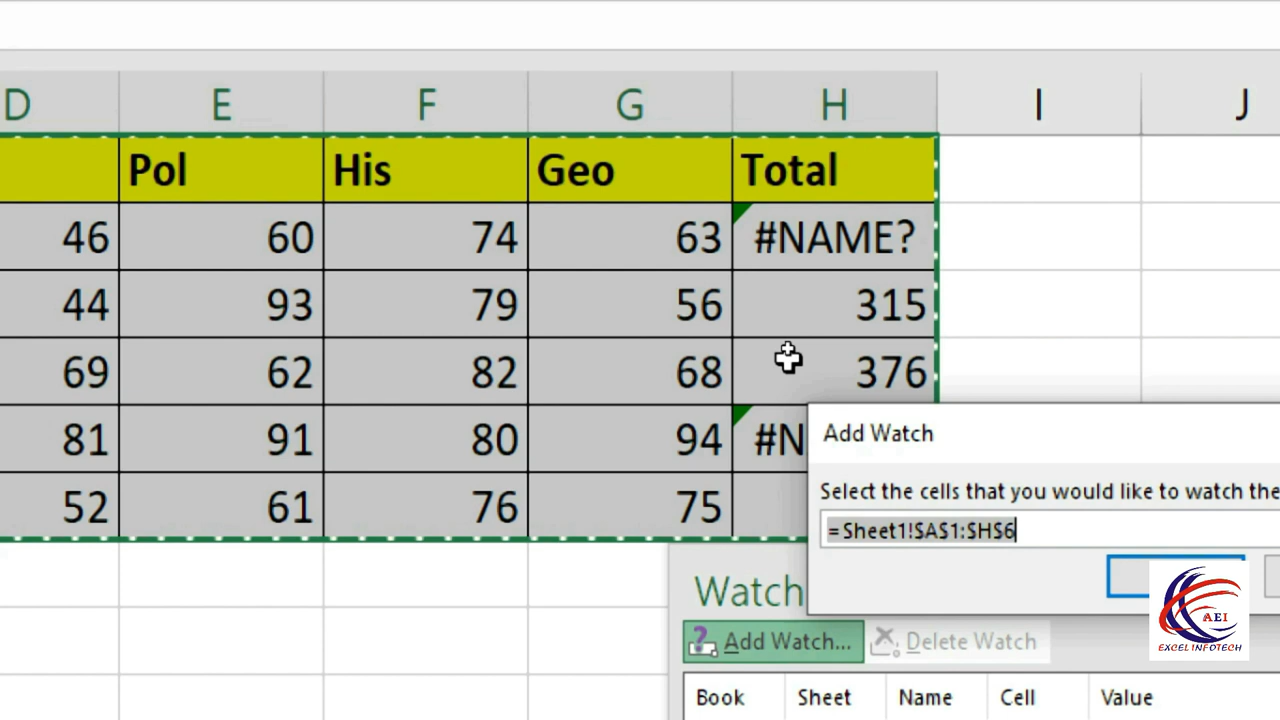 D E F G H I J
Pol His Geo Total
46 60 74 63 #NAME?
44 93 79 56 315
69 62 82 68 376
81 91 80 94 #N
52 61 76 75
Add Watch
Select the cells that you would like to watch the
=Sheet1!$A$1:$H$6
Watch
Add Watch... Delete Watch
Book Sheet Name Cell Value
AEI
EXCEL INFOTECH